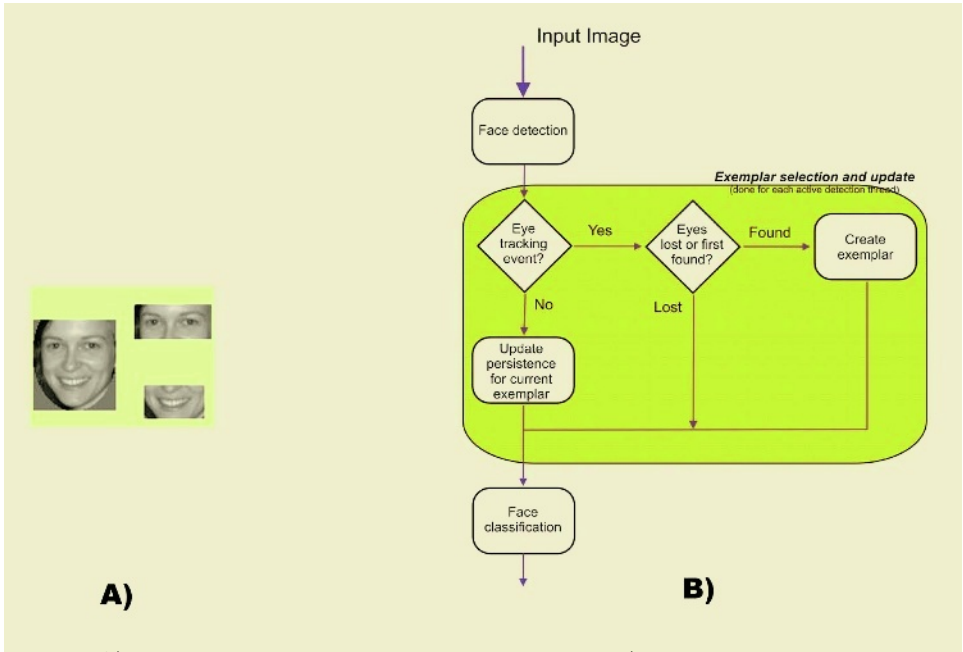 Input Image
Face detection
Exemplar selection and update
(done for each active detection thread)
Eye
tracking
event?
Yes
Eyes
lost or first
found?
Found
Create
exemplar
No
Lost
Update
persistence
for current
exemplar
Face
classification
A)
B)